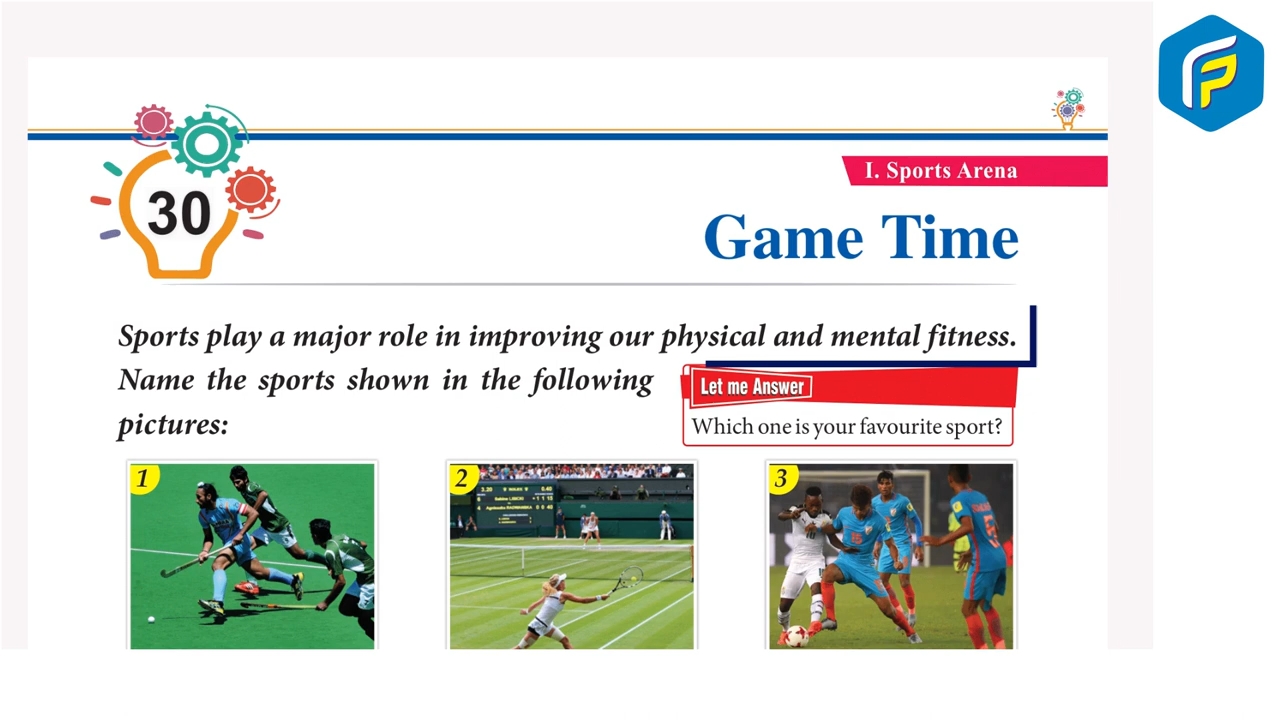 I. Sports Arena
30
Game Time
Sports play a major role in improving our physical and mental fitness.
Name the sports shown in the following
pictures:
Let me Answer
Which one is your favourite sport?
1
2
3